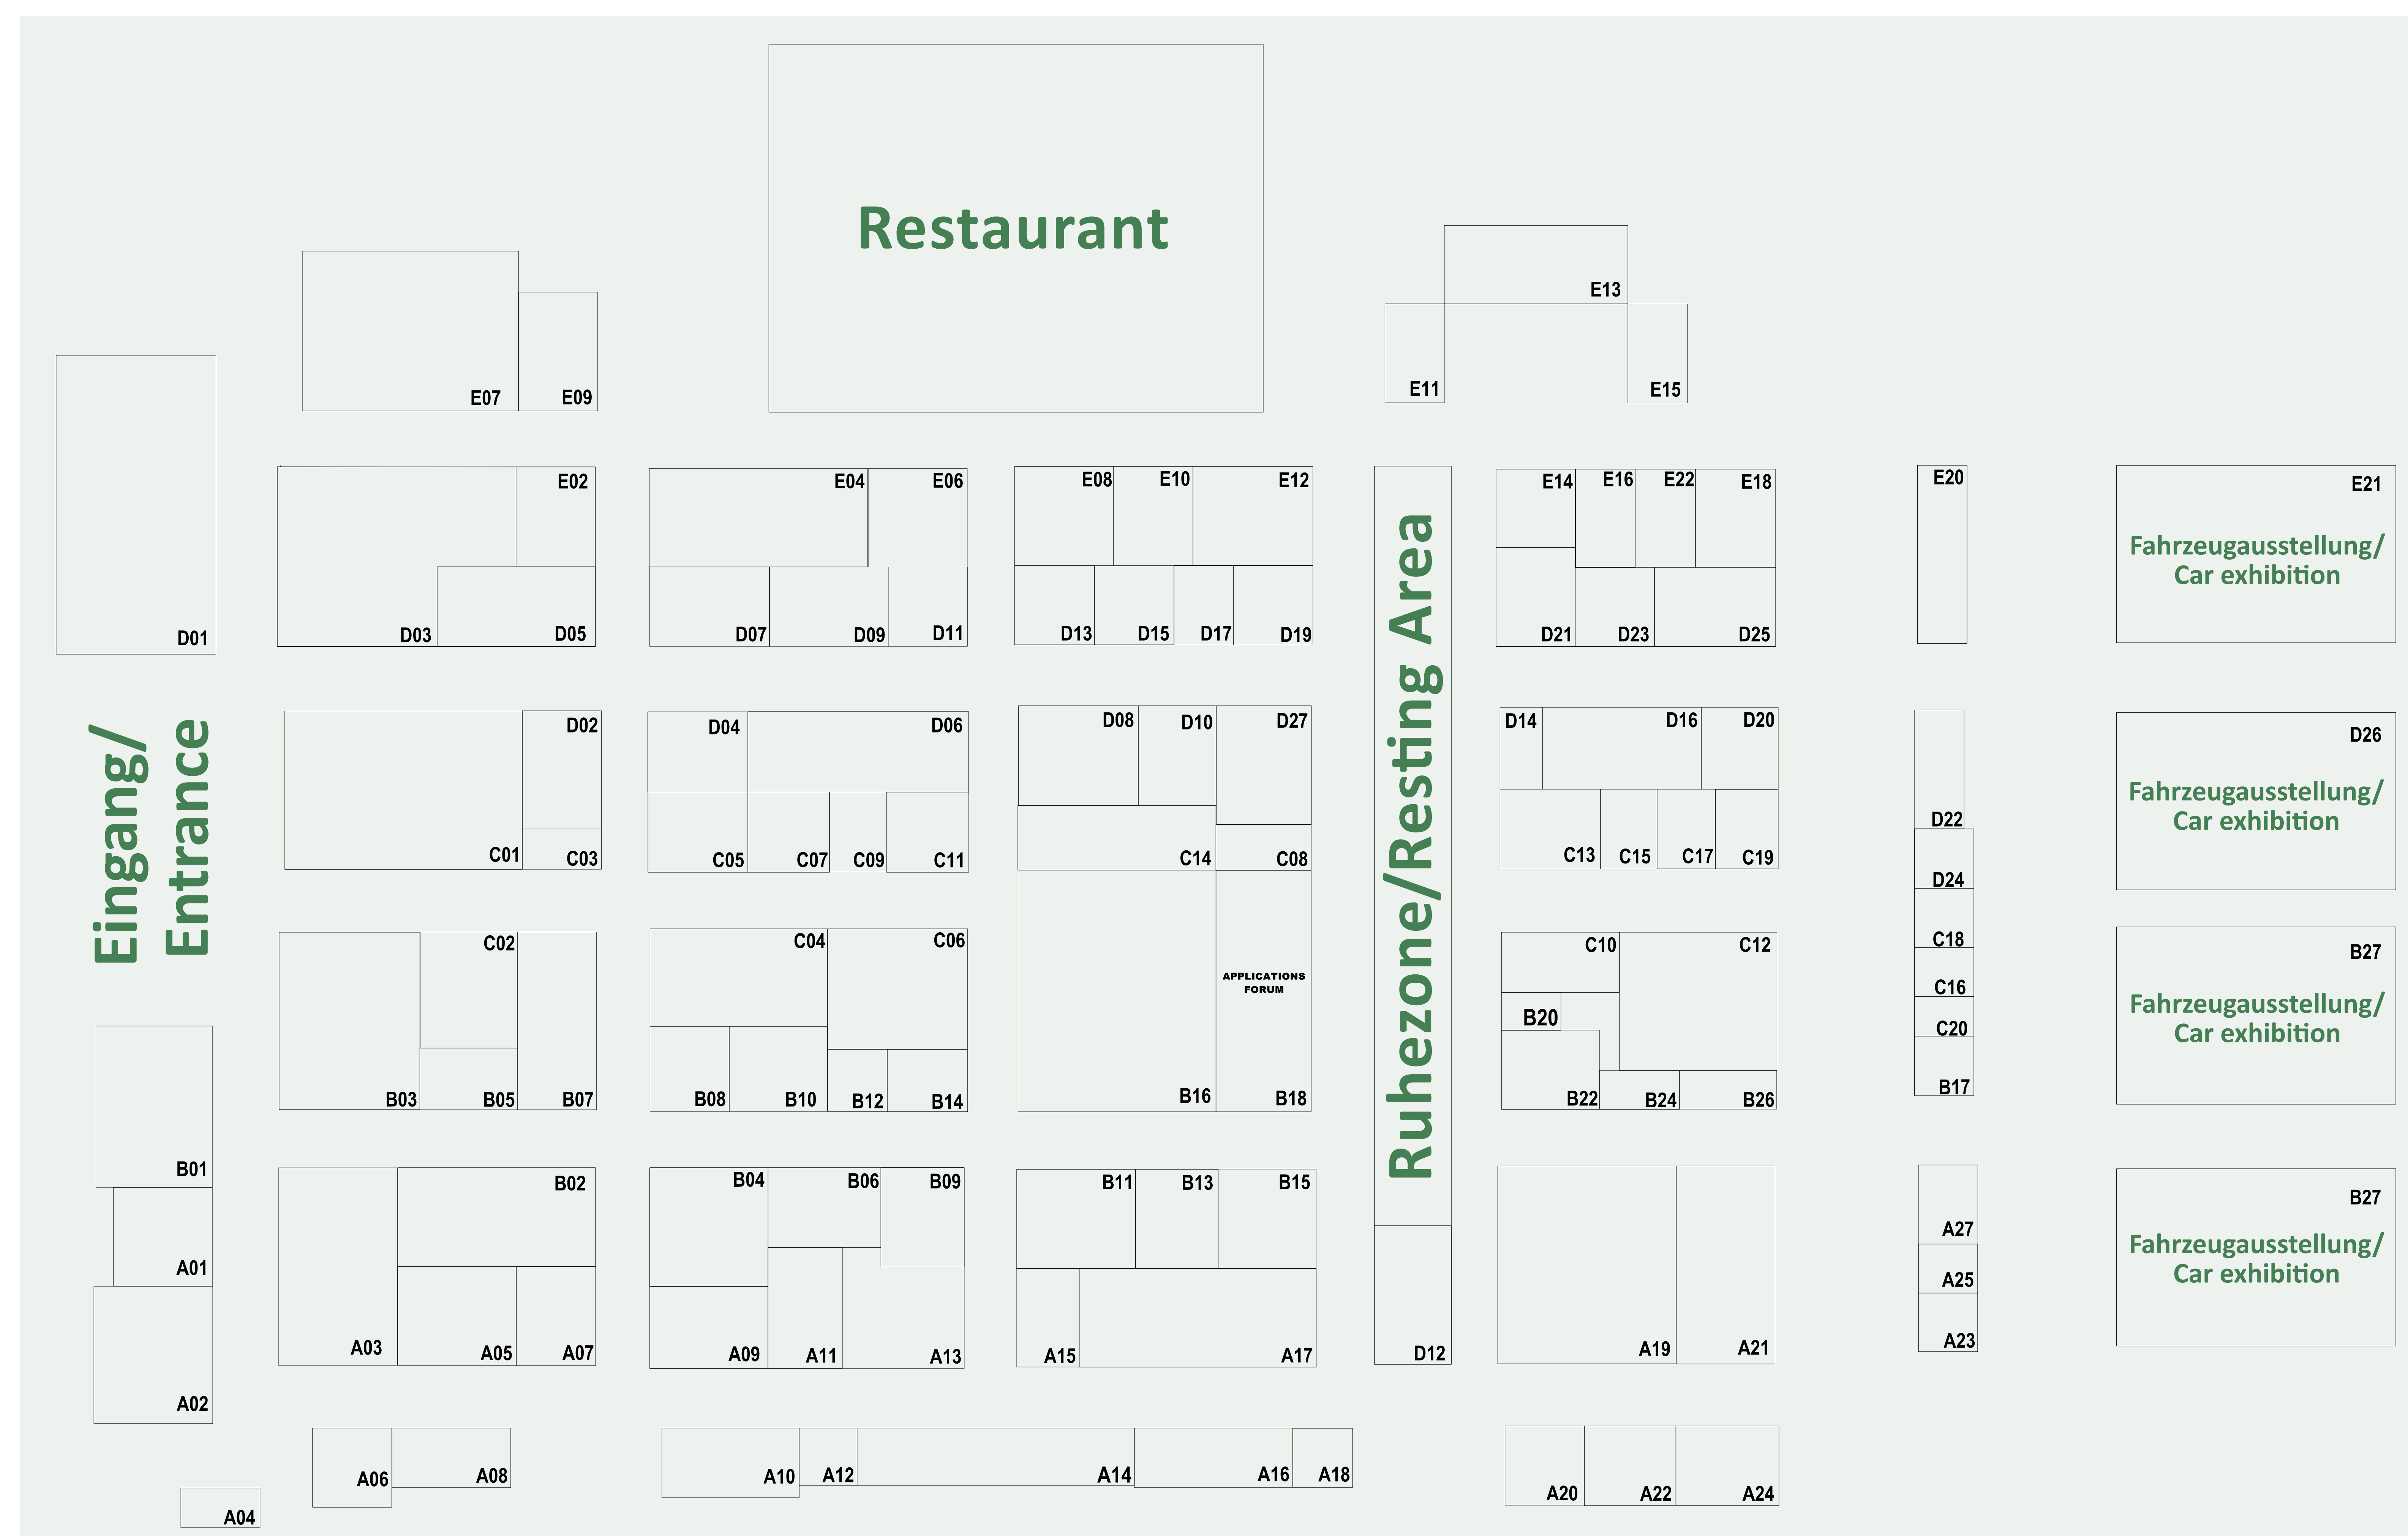 Restaurant
E13
E07
E09
E11
E15
D01
E02
E04
E06
E08
E10
E12
E14
E16
E22
E18
E20
E21
Fahrzeugausstellung/
Car exhibition
D03
D05
D07
D09
D11
D13
D15
D17
D19
D21
D23
D25
Ruhezone/Resting Area
Eingang/
Entrance
D02
D04
D06
D08
D10
D27
D14
D16
D20
D26
Fahrzeugausstellung/
Car exhibition
C01
C03
C05
C07
C09
C11
C14
C08
C13
C15
C17
C19
D22
D24
C18
C16
C20
B17
C02
C04
C06
APPLICATIONS
FORUM
C10
C12
B20
B27
Fahrzeugausstellung/
Car exhibition
B03
B05
B07
B08
B10
B12
B14
B16
B18
B22
B24
B26
B01
A01
A02
B02
B04
B06
B09
B11
B13
B15
B27
Fahrzeugausstellung/
Car exhibition
A27
A25
A23
A03
A05
A07
A09
A11
A13
A15
A17
D12
A19
A21
A04
A06
A08
A10
A12
A14
A16
A18
A20
A22
A24